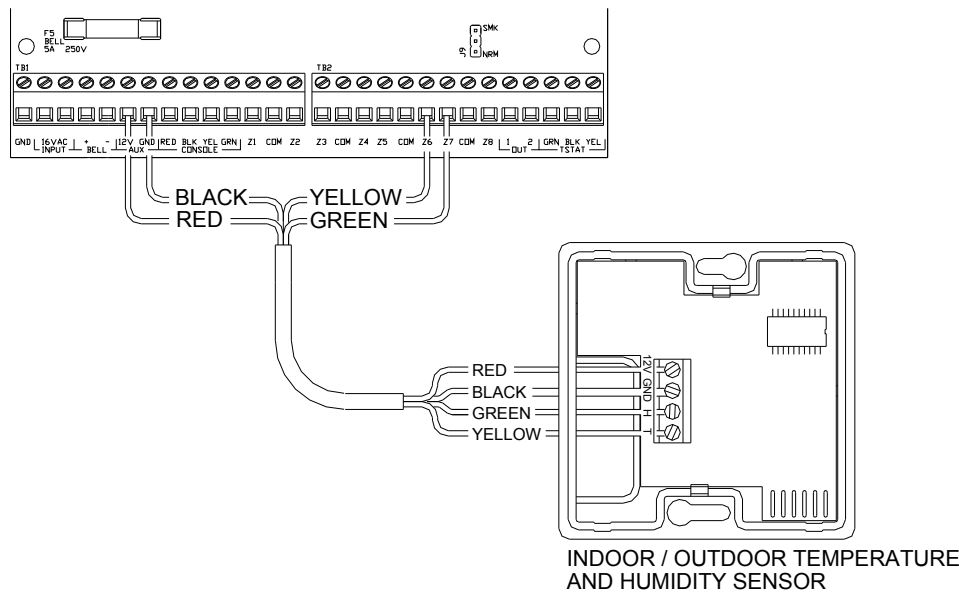 F5
BELL
5A 250V
SMK
J9
NRM
TB1
TB2
GND 16VAC + - 12V GND RED BLK YEL GRN Z1 COM Z2
INPUT BELL AUX CONSOLE
Z3 COM Z4 Z5 COM Z6 Z7 COM Z8 1 2 GRN BLK YEL
OUT TSTAT
BLACK YELLOW
RED GREEN
RED
BLACK
GREEN
YELLOW
12V
GND
H
T
INDOOR / OUTDOOR TEMPERATURE
AND HUMIDITY SENSOR